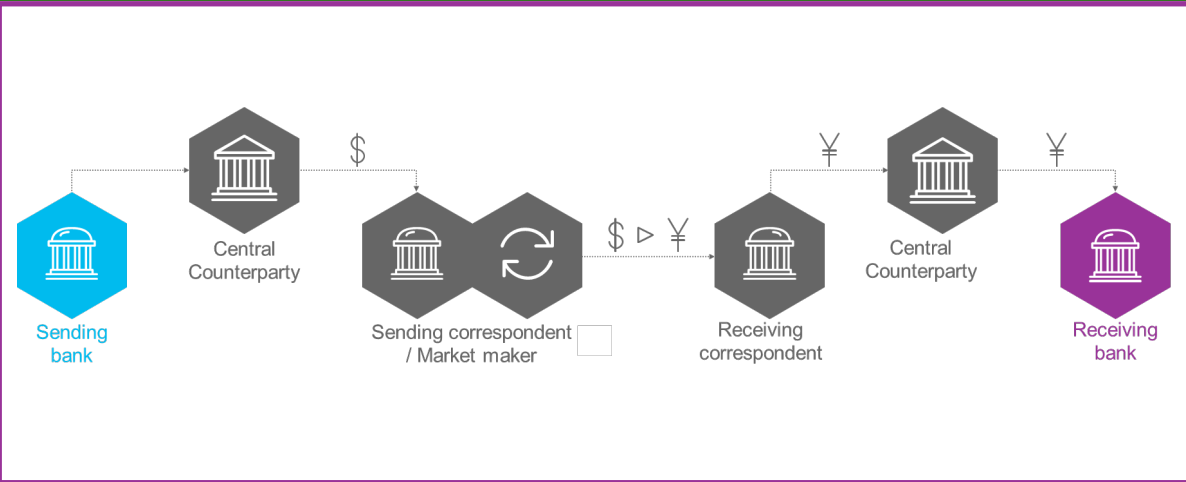 $
¥
¥
$ ▷ ¥
Central
Counterparty
Central
Counterparty
Sending
bank
Sending correspondent
/ Market maker
Receiving
correspondent
Receiving
bank